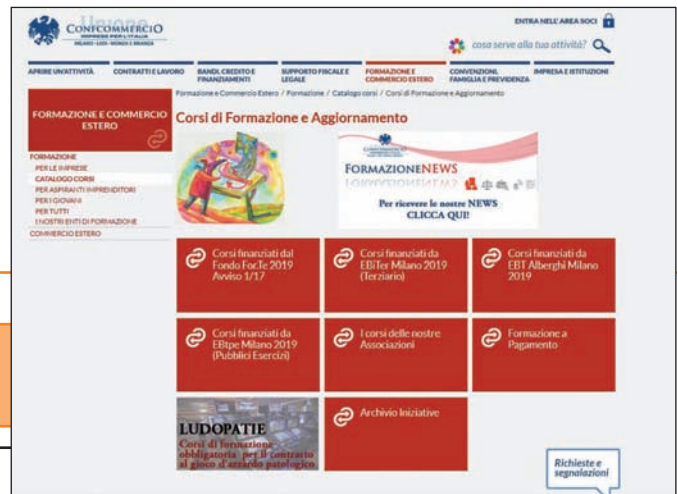 Unione
CONFCOMMERCIO
IMPRESE PER L'ITALIA
MILANO · LODI · MONZA E BRIANZA
ENTRA NELL'AREA SOCI
cosa serve alla tua attività?
APRIRE UN'ATTIVITÀ
CONTRATTI E LAVORO
BANDI, CREDITO E
FINANZIAMENTI
SUPPORTO FISCALE E
LEGALE
FORMAZIONE E
COMMERCIO ESTERO
CONVENZIONI,
FAMIGLIA E PREVIDENZA
IMPRESA E ISTITUZIONI
Formazione e Commercio Estero / Formazione / Catalogo corsi / Corsi di Formazione e Aggiornamento
FORMAZIONE E COMMERCIO
ESTERO
FORMAZIONE
PER LE IMPRESE
CATALOGO CORSI
PER ASPIRANTI IMPRENDITORI
PER I GIOVANI
PER TUTTI
I NOSTRI ENTI DI FORMAZIONE
COMMERCIO ESTERO
Corsi di Formazione e Aggiornamento
CONFCOMMERCIO
FORMAZIONENEWS
Per ricevere le nostre NEWS
CLICCA QUI!
Corsi finanziati dal
Fondo For.Te 2019
Avviso 1/17
Corsi finanziati da
EBiTer Milano 2019
(Terziario)
Corsi finanziati da
EBT Alberghi Milano
2019
Corsi finanziati da
EBtpe Milano 2019
(Pubblici Esercizi)
I corsi delle nostre
Associazioni
Formazione a
Pagamento
LUDOPATIE
Corsi di formazione
obbligatoria per il contrasto
al gioco d'azzardo patologico
Archivio Iniziative
Richieste e
segnalazioni